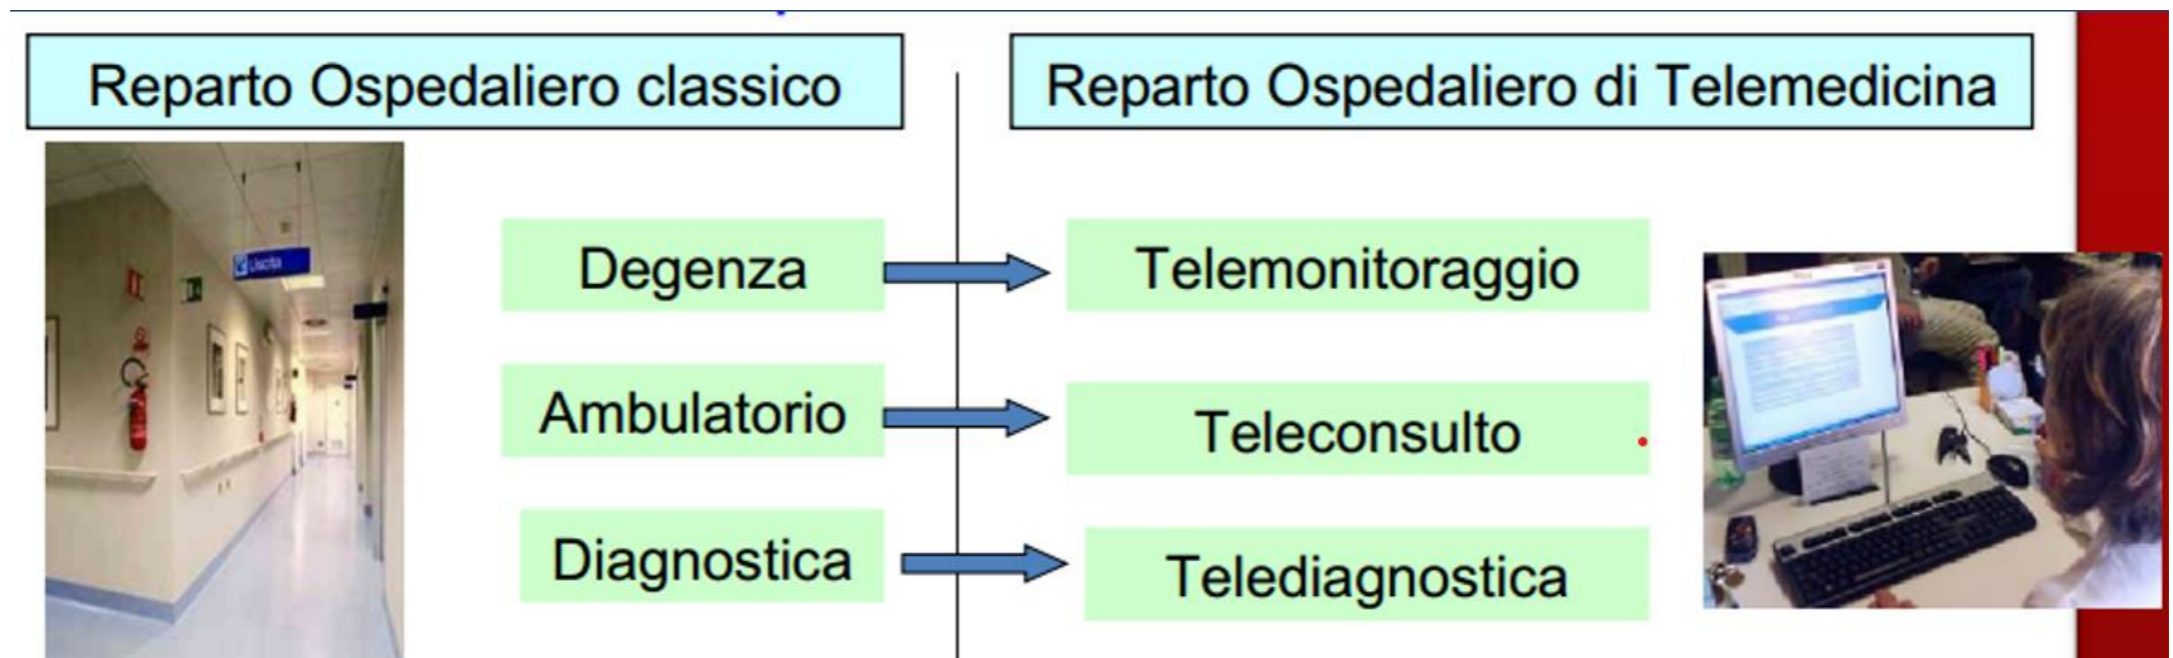 Reparto Ospedaliero classico
Reparto Ospedaliero di Telemedicina
Uscita
Degenza
Telemonitoraggio
Ambulatorio
Teleconsulto
Diagnostica
Telediagnostica